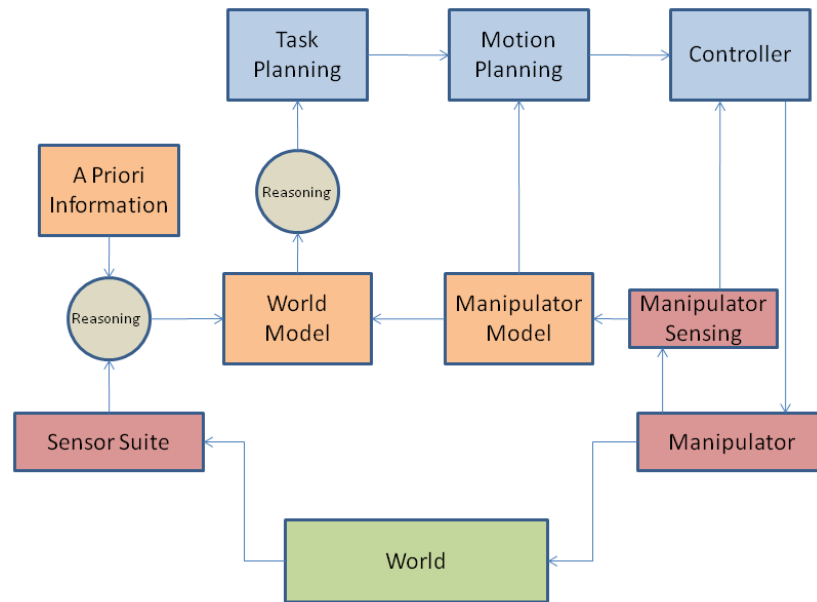 Task
Planning
Motion
Planning
Controller
A Priori
Information
Reasoning
Reasoning
World
Model
Manipulator
Model
Manipulator
Sensing
Sensor Suite
Manipulator
World